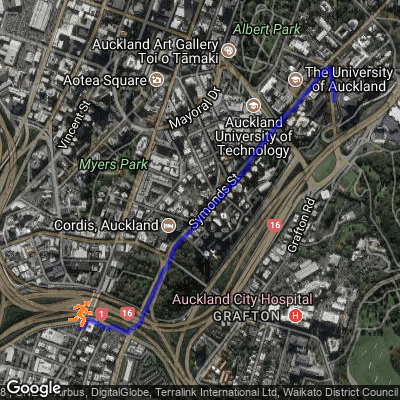 Albert Park
Auckland Art Gallery
Toi o Tāmaki
Aotea Square
The University
of Auckland
Vincent St
Mayoral Dr
Auckland
University of
Technology
Myers Park
Symonds St
Cordis, Auckland
16
Grafton Rd
1
16
Auckland City Hospital
GRAFTON
H
Google
Airbus, DigitalGlobe, Terralink International Ltd, Waikato District Council